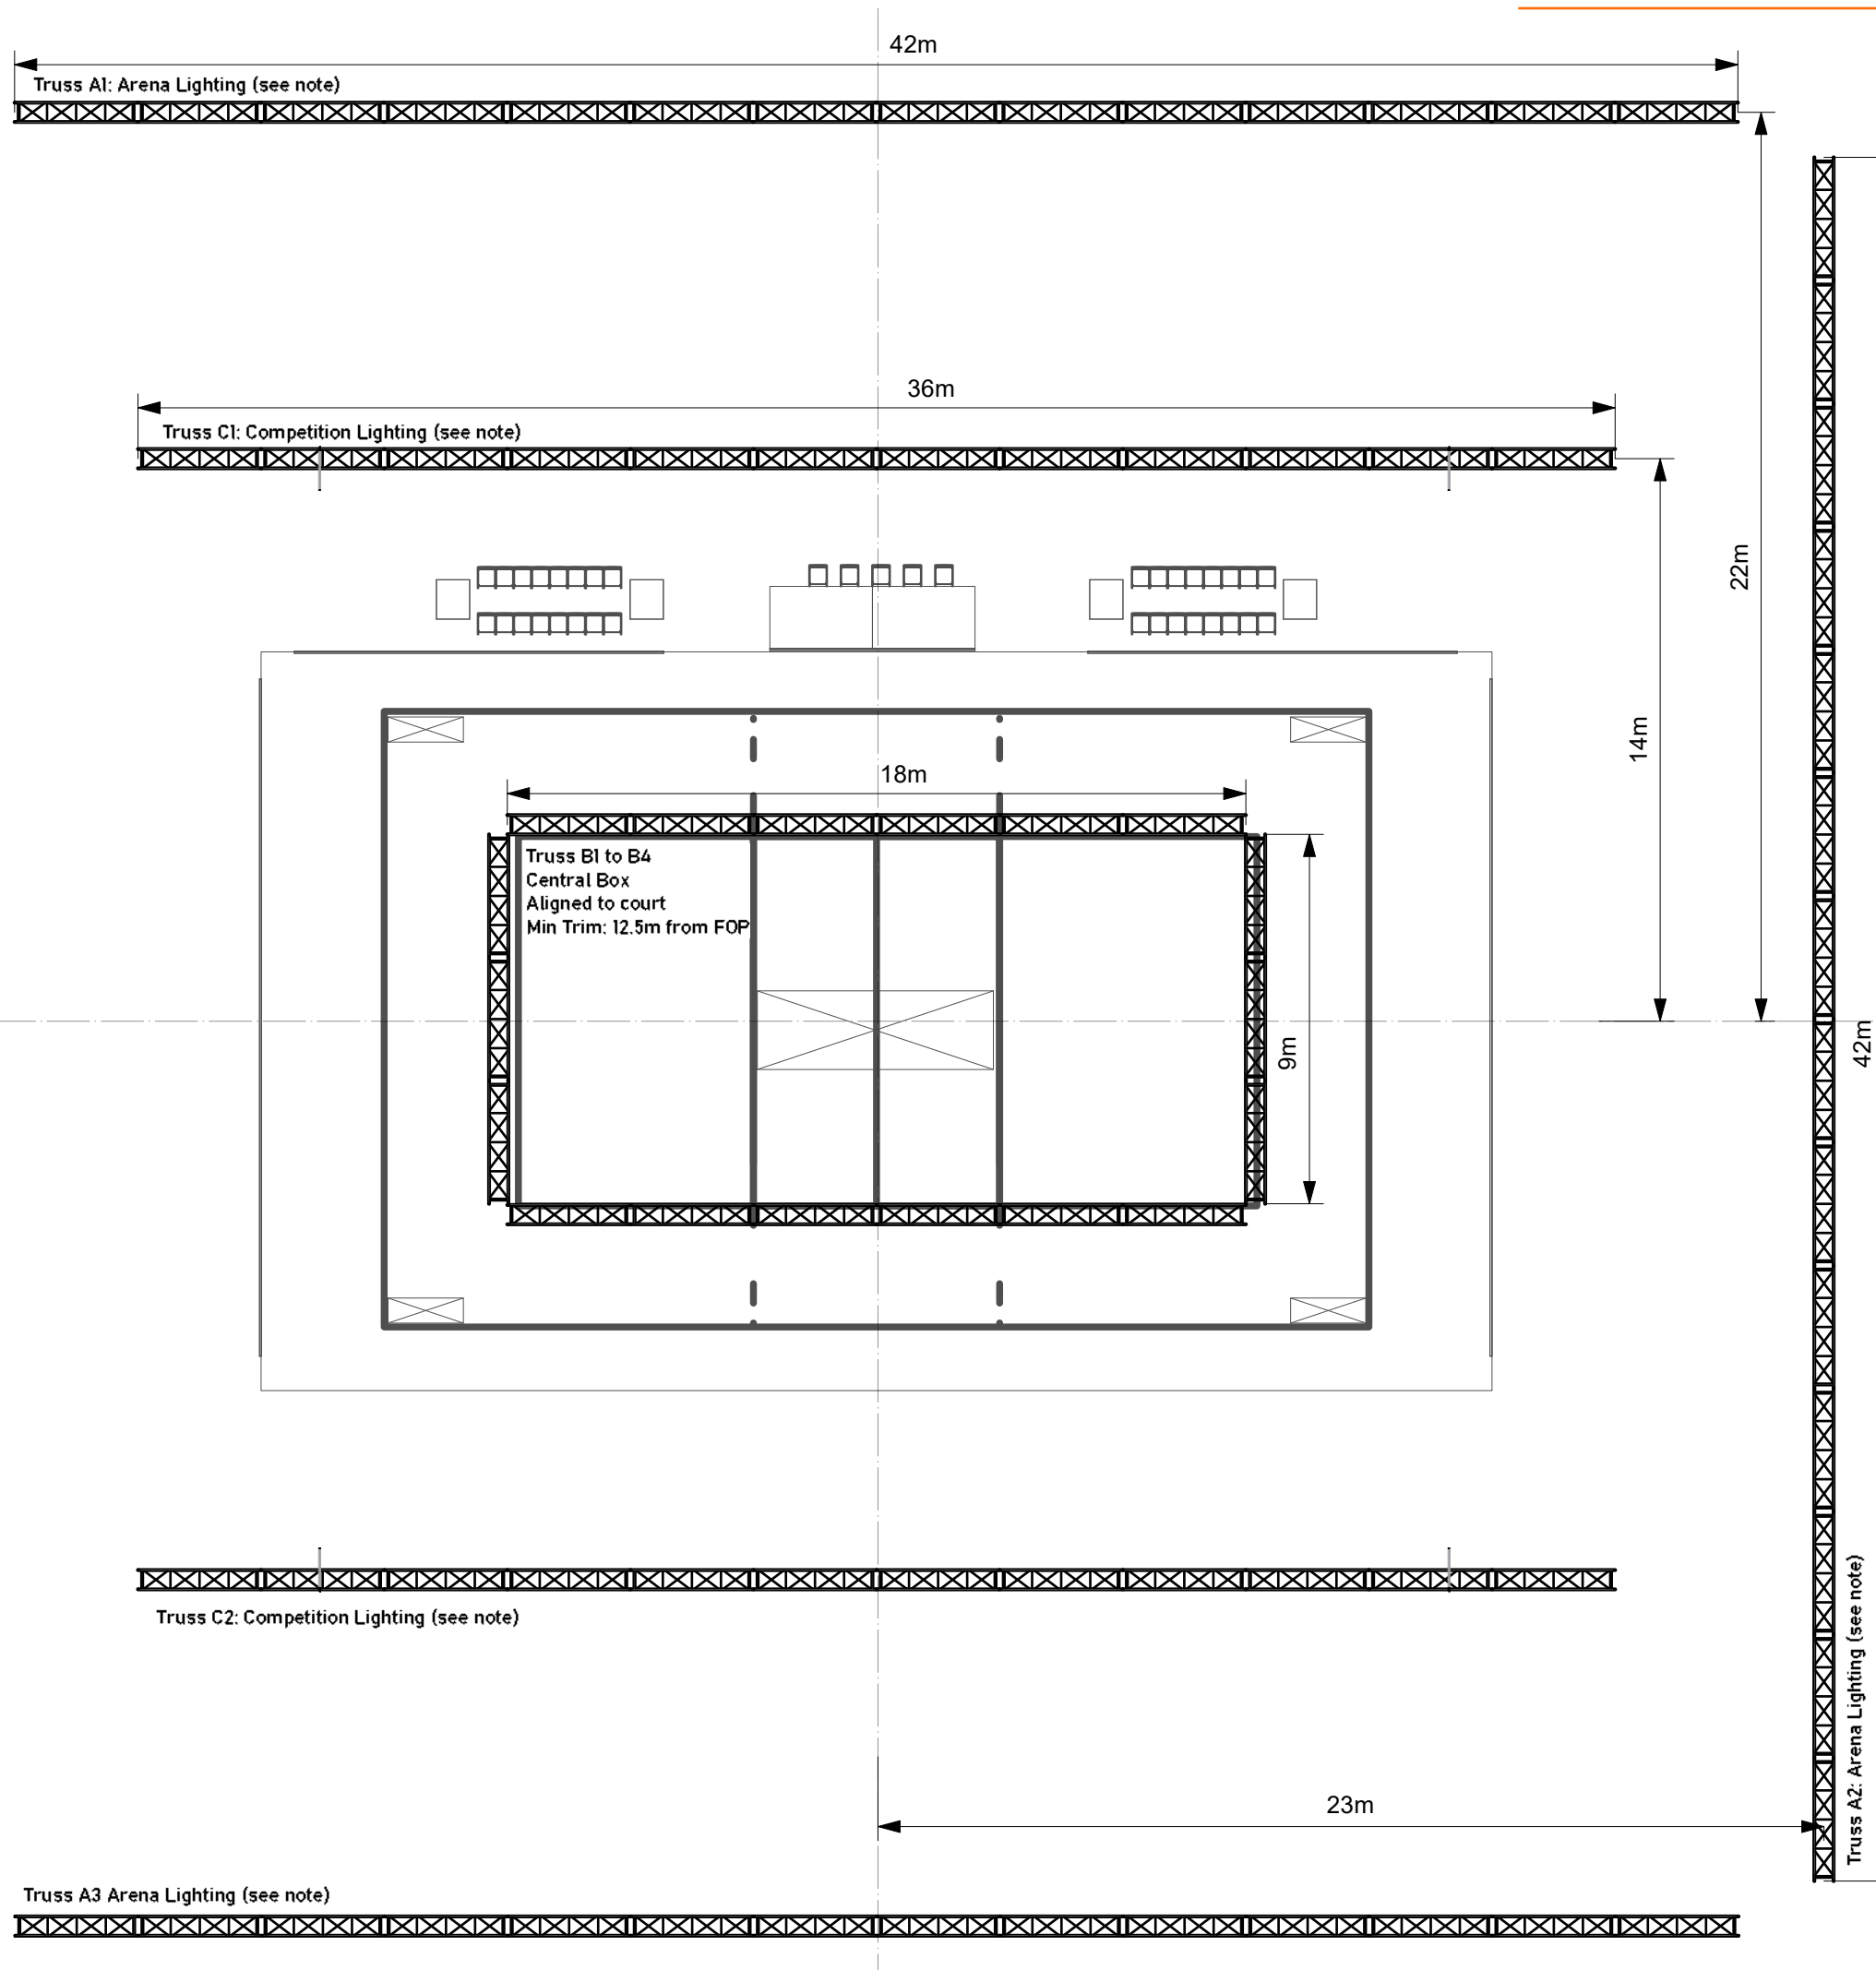 42m
Truss A1: Arena Lighting (see note)
36m
Truss C1: Competition Lighting (see note)
22m
14m
18m
Truss B1 to B4
Central Box
Aligned to court
Min Trim: 12.5m from FOP
9m
42m
Truss C2: Competition Lighting (see note)
Truss A2: Arena Lighting (see note)
23m
Truss A3 Arena Lighting (see note)